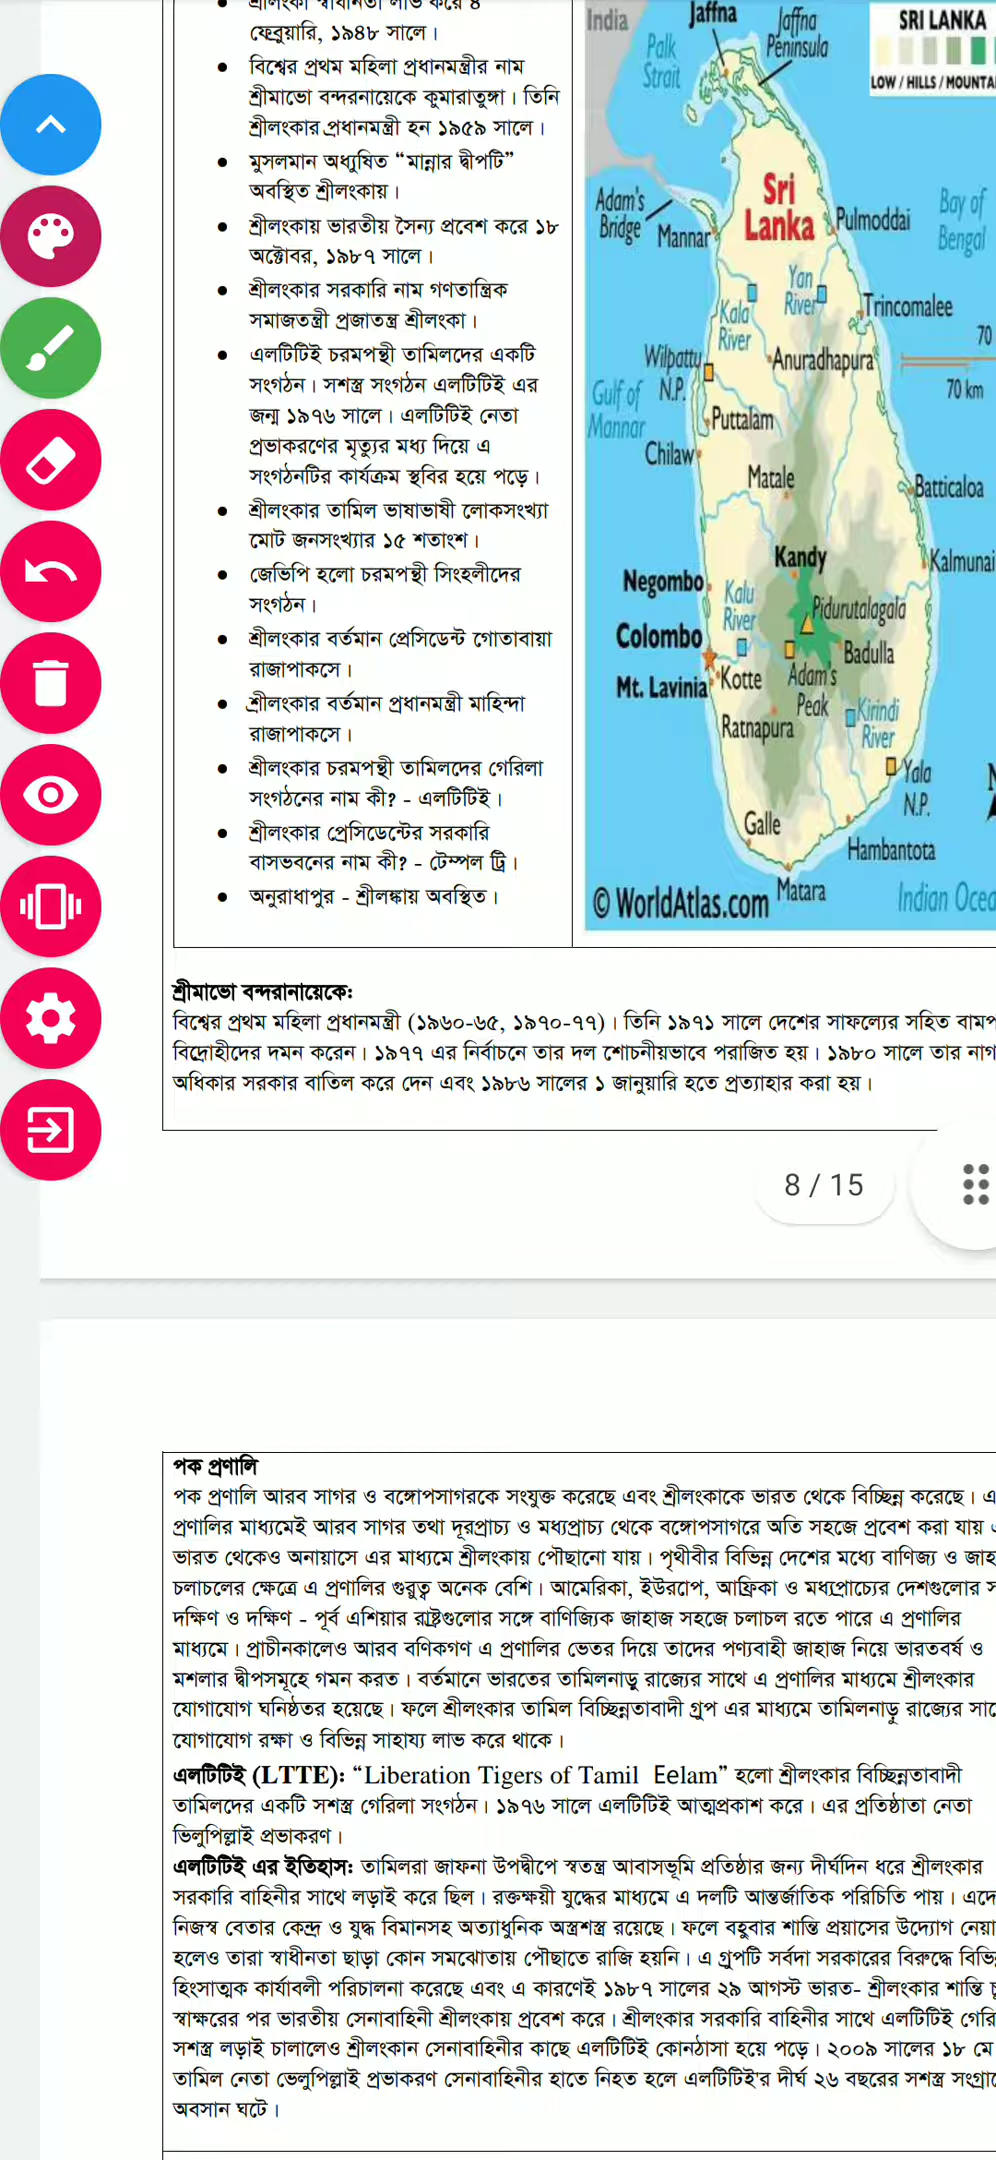 শ্রীলংকা স্বাধীনতা লাভ করে ৪
ফেব্রুয়ারি, ১৯৪৮ সালে।
বিশ্বের প্রথম মহিলা প্রধানমন্ত্রীর নাম
শ্রীমাভো বন্দরনায়েকে কুমারাতুঙ্গা। তিনি
শ্রীলংকার প্রধানমন্ত্রী হন ১৯৫৯ সালে।
মুসলমান অধ্যুষিত “মান্নার দ্বীপটি”
অবস্থিত শ্রীলংকায়।
শ্রীলংকায় ভারতীয় সৈন্য প্রবেশ করে ১৮
অক্টোবর, ১৯৮৭ সালে।
শ্রীলংকার সরকারি নাম গণতান্ত্রিক
সমাজতন্ত্রী প্রজাতন্ত্র শ্রীলংকা।
এলটিটিই চরমপন্থী তামিলদের একটি
সংগঠন। সশস্ত্র সংগঠন এলটিটিই এর
জন্ম ১৯৭৬ সালে। এলটিটিই নেতা
প্রভাকরণের মৃত্যুর মধ্য দিয়ে এ
সংগঠনটির কার্যক্রম স্থবির হয়ে পড়ে।
শ্রীলংকার তামিল ভাষাভাষী লোকসংখ্যা
মোট জনসংখ্যার ১৫ শতাংশ।
জেভিপি হলো চরমপন্থী সিংহলীদের
সংগঠন।
শ্রীলংকার বর্তমান প্রেসিডেন্ট গোতাবায়া
রাজাপাকসে।
শ্রীলংকার বর্তমান প্রধানমন্ত্রী মাহিন্দা
রাজাপাকসে।
শ্রীলংকার চরমপন্থী তামিলদের গেরিলা
সংগঠনের নাম কী? - এলটিটিই।
শ্রীলংকার প্রেসিডেন্টের সরকারি
বাসভবনের নাম কী? - টেম্পল ট্রি।
অনুরাধাপুর - শ্রীলঙ্কায় অবস্থিত।
India
Jaffna
Jaffna
Peninsula
Palk
Strait
SRI LANKA
LOW / HILLS / MOUNTA
Adam's
Bridge
Mannar
Sri
Lanka
Pulmoddai
Bay of
Bengal
Yan
River
Kala
River
Trincomalee
70
70 km
Wilpattu
N.P.
Anuradhapura
Gulf of
Mannar
Puttalam
Chilaw
Matale
Batticaloa
Kandy
Kalmunai
Negombo
Kalu
River
Pidurutalagala
Colombo
Badulla
Mt. Lavinia
Kotte
Adam's
Peak
Ratnapura
Kirindi
River
Yala
N.P.
Galle
Hambantota
Matara
Indian Ocea
© WorldAtlas.com
শ্রীমাভো বন্দরানায়েকে:
বিশ্বের প্রথম মহিলা প্রধানমন্ত্রী (১৯৬০-৬৫, ১৯৭০-৭৭)। তিনি ১৯৭১ সালে দেশের সাফল্যের সহিত বামপ
বিদ্রোহীদের দমন করেন। ১৯৭৭ এর নির্বাচনে তার দল শোচনীয়ভাবে পরাজিত হয়। ১৯৮০ সালে তার নাগ
অধিকার সরকার বাতিল করে দেন এবং ১৯৮৬ সালের ১ জানুয়ারি হতে প্রত্যাহার করা হয়।
8 / 15
পক প্রণালি
পক প্রণালি আরব সাগর ও বঙ্গোপসাগরকে সংযুক্ত করেছে এবং শ্রীলংকাকে ভারত থেকে বিচ্ছিন্ন করেছে। এ
প্রণালির মাধ্যমেই আরব সাগর তথা দূরপ্রাচ্য ও মধ্যপ্রাচ্য থেকে বঙ্গোপসাগরে অতি সহজে প্রবেশ করা যায়
ভারত থেকেও অনায়াসে এর মাধ্যমে শ্রীলংকায় পৌছানো যায়। পৃথিবীর বিভিন্ন দেশের মধ্যে বাণিজ্য ও জাহ
চলাচলের ক্ষেত্রে এ প্রণালির গুরুত্ব অনেক বেশি। আমেরিকা, ইউরপে, আফ্রিকা ও মধ্যপ্রাচ্যের দেশগুলোর স
দক্ষিণ ও দক্ষিণ - পূর্ব এশিয়ার রাষ্ট্রগুলোর সঙ্গে বাণিজ্যিক জাহাজ সহজে চলাচল রতে পারে এ প্রণালির
মাধ্যমে। প্রাচীনকালেও আরব বণিকগণ এ প্রণালির ভেতর দিয়ে তাদের পণ্যবাহী জাহাজ নিয়ে ভারতবর্ষ ও
মশলার দ্বীপসমূহে গমন করত। বর্তমানে ভারতের তামিলনাড়ু রাজ্যের সাথে এ প্রণালির মাধ্যমে শ্রীলংকার
যোগাযোগ ঘনিষ্ঠতর হয়েছে। ফলে শ্রীলংকার তামিল বিচ্ছিন্নতাবাদী গ্রুপ এর মাধ্যমে তামিলনাড়ু রাজ্যের সাে
যোগাযোগ রক্ষা ও বিভিন্ন সাহায্য লাভ করে থাকে।
এলটিটিই (LTTE): “Liberation Tigers of Tamil Eelam” হলো শ্রীলংকার বিচ্ছিন্নতাবাদী
তামিলদের একটি সশস্ত্র গেরিলা সংগঠন। ১৯৭৬ সালে এলটিটিই আত্মপ্রকাশ করে। এর প্রতিষ্ঠাতা নেতা
ভিলুপিল্লাই প্রভাকরণ।
এলটিটিই এর ইতিহাস: তামিলরা জাফনা উপদ্বীপে স্বতন্ত্র আবাসভূমি প্রতিষ্ঠার জন্য দীর্ঘদিন ধরে শ্রীলংকার
সরকারি বাহিনীর সাথে লড়াই করে ছিল। রক্তক্ষয়ী যুদ্ধের মাধ্যমে এ দলটি আন্তর্জাতিক পরিচিতি পায়। এদে
নিজস্ব বেতার কেন্দ্র ও যুদ্ধ বিমানসহ অত্যাধুনিক অস্ত্রশস্ত্র রয়েছে। ফলে বহুবার শান্তি প্রয়াসের উদ্যোগ নেয়া
হলেও তারা স্বাধীনতা ছাড়া কোন সমঝোতায় পৌছাতে রাজি হয়নি। এ গ্রুপটি সর্বদা সরকারের বিরুদ্ধে বিভি
হিংসাত্মক কার্যাবলী পরিচালনা করেছে এবং এ কারণেই ১৯৮৭ সালের ২৯ আগস্ট ভারত- শ্রীলংকার শান্তি চু
স্বাক্ষরের পর ভারতীয় সেনাবাহিনী শ্রীলংকায় প্রবেশ করে। শ্রীলংকার সরকারি বাহিনীর সাথে এলটিটিই গেরি
সশস্ত্র লড়াই চালালেও শ্রীলংকান সেনাবাহিনীর কাছে এলটিটিই কোনঠাসা হয়ে পড়ে। ২০০৯ সালের ১৮ মে
তামিল নেতা ভেলুপিল্লাই প্রভাকরণ সেনাবাহিনীর হাতে নিহত হলে এলটিটিই'র দীর্ঘ ২৬ বছরের সশস্ত্র সংগ্রা
অবসান ঘটে।